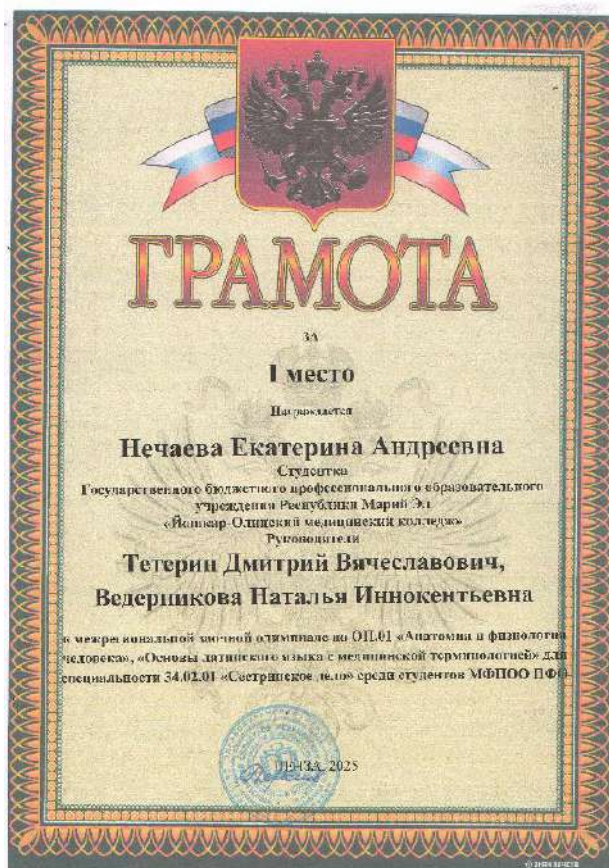 ГРАМОТА
ЗА
I место
Награждается
Нечаева Екатерина Андреевна
Студентка
Государственного бюджетного профессионального образовательного
учреждения Республики Марий Эл
«Йошкар-Олинский медицинский колледж»
Руководители
Тетерин Дмитрий Вячеславович,
Ведерникова Наталья Иннокентьевна
в межрегиональной заочной олимпиаде по ОП.01 «Анатомия и физиология
человека», «Основы латинского языка с медицинской терминологией» для
специальности 34.02.01 «Сестринское дело» среди студентов МФПОО ПФО
ПЕНЗА, 2025